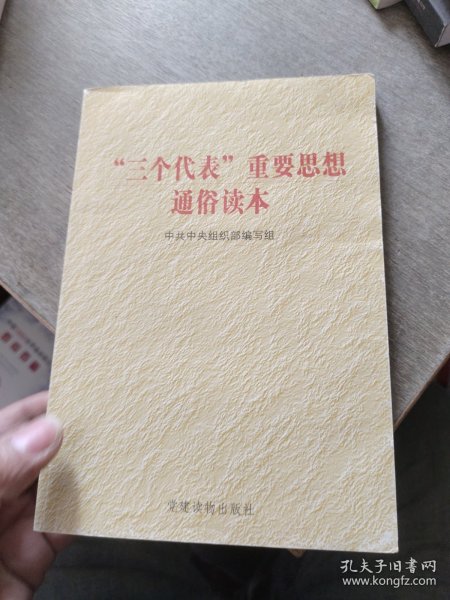 “三个代表”重要思想
通俗读本
中共中央组织部编写组
党建读物出版社
孔夫子旧书网
www.kongfz.com